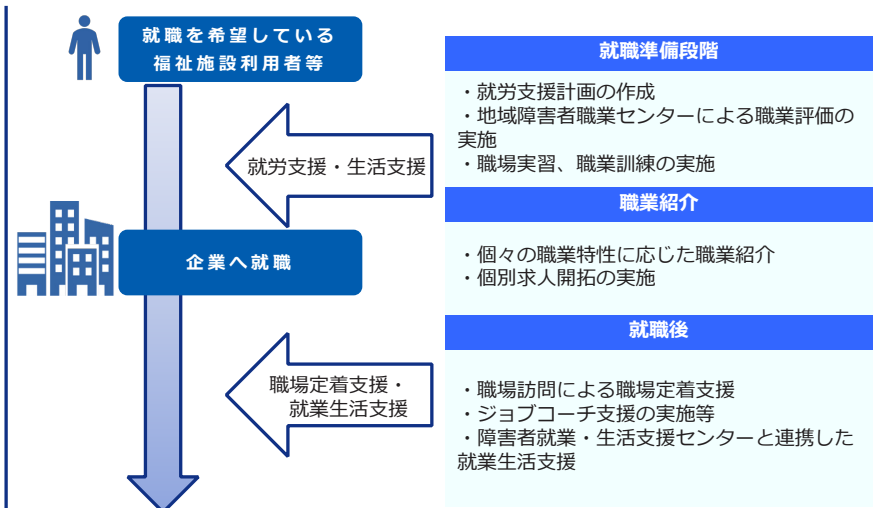 就職を希望している
福祉施設利用者等
就労支援・生活支援
企業へ就職
職場定着支援・
就業生活支援
就職準備段階
・就労支援計画の作成
・地域障害者職業センターによる職業評価の
実施
・職場実習、職業訓練の実施
職業紹介
・個々の職業特性に応じた職業紹介
・個別求人開拓の実施
就職後
・職場訪問による職場定着支援
・ジョブコーチ支援の実施等
・障害者就業・生活支援センターと連携した
就業生活支援